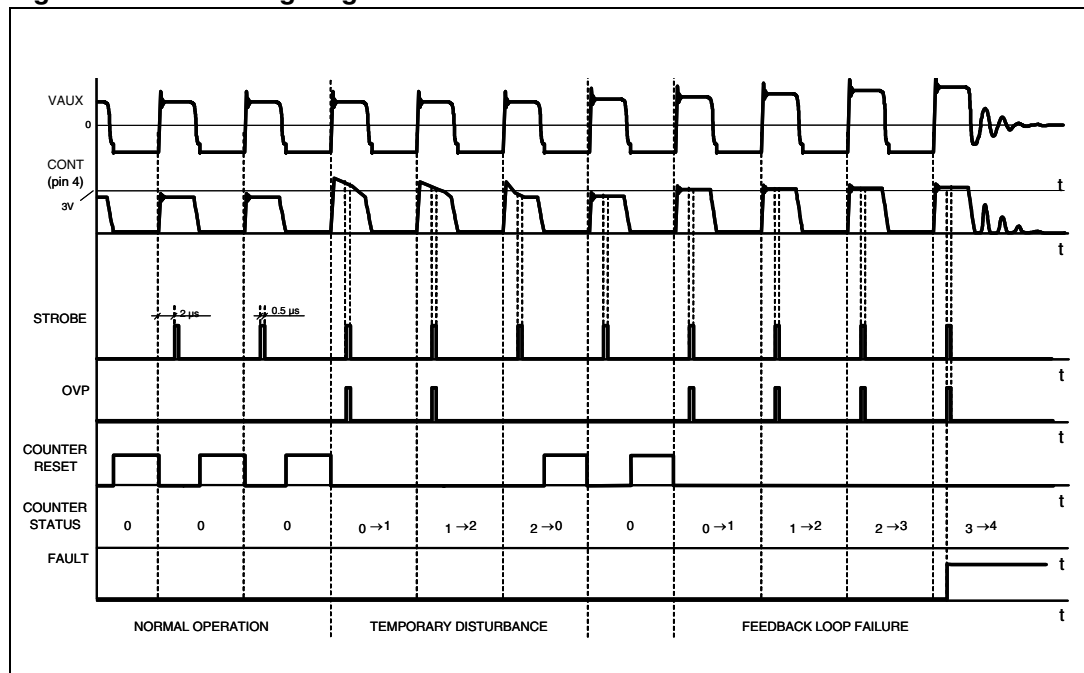 VAUX
0
CONT
(pin 4)
3V
t
t
STROBE
2 µs
0.5 µs
t
OVP
t
COUNTER
RESET
t
COUNTER
STATUS
0 0 0 0→1 1→2 2→0 0 0→1 1→2 2→3 3→4
FAULT
t
t
NORMAL OPERATION TEMPORARY DISTURBANCE FEEDBACK LOOP FAILURE